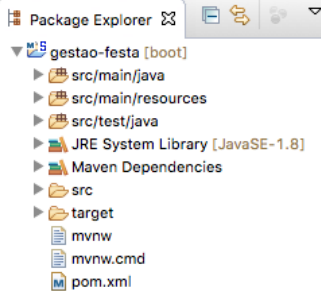 Package Explorer
gestao-festa [boot]
src/main/java
src/main/resources
src/test/java
JRE System Library [JavaSE-1.8]
Maven Dependencies
src
target
mvnw
mvnw.cmd
pom.xml